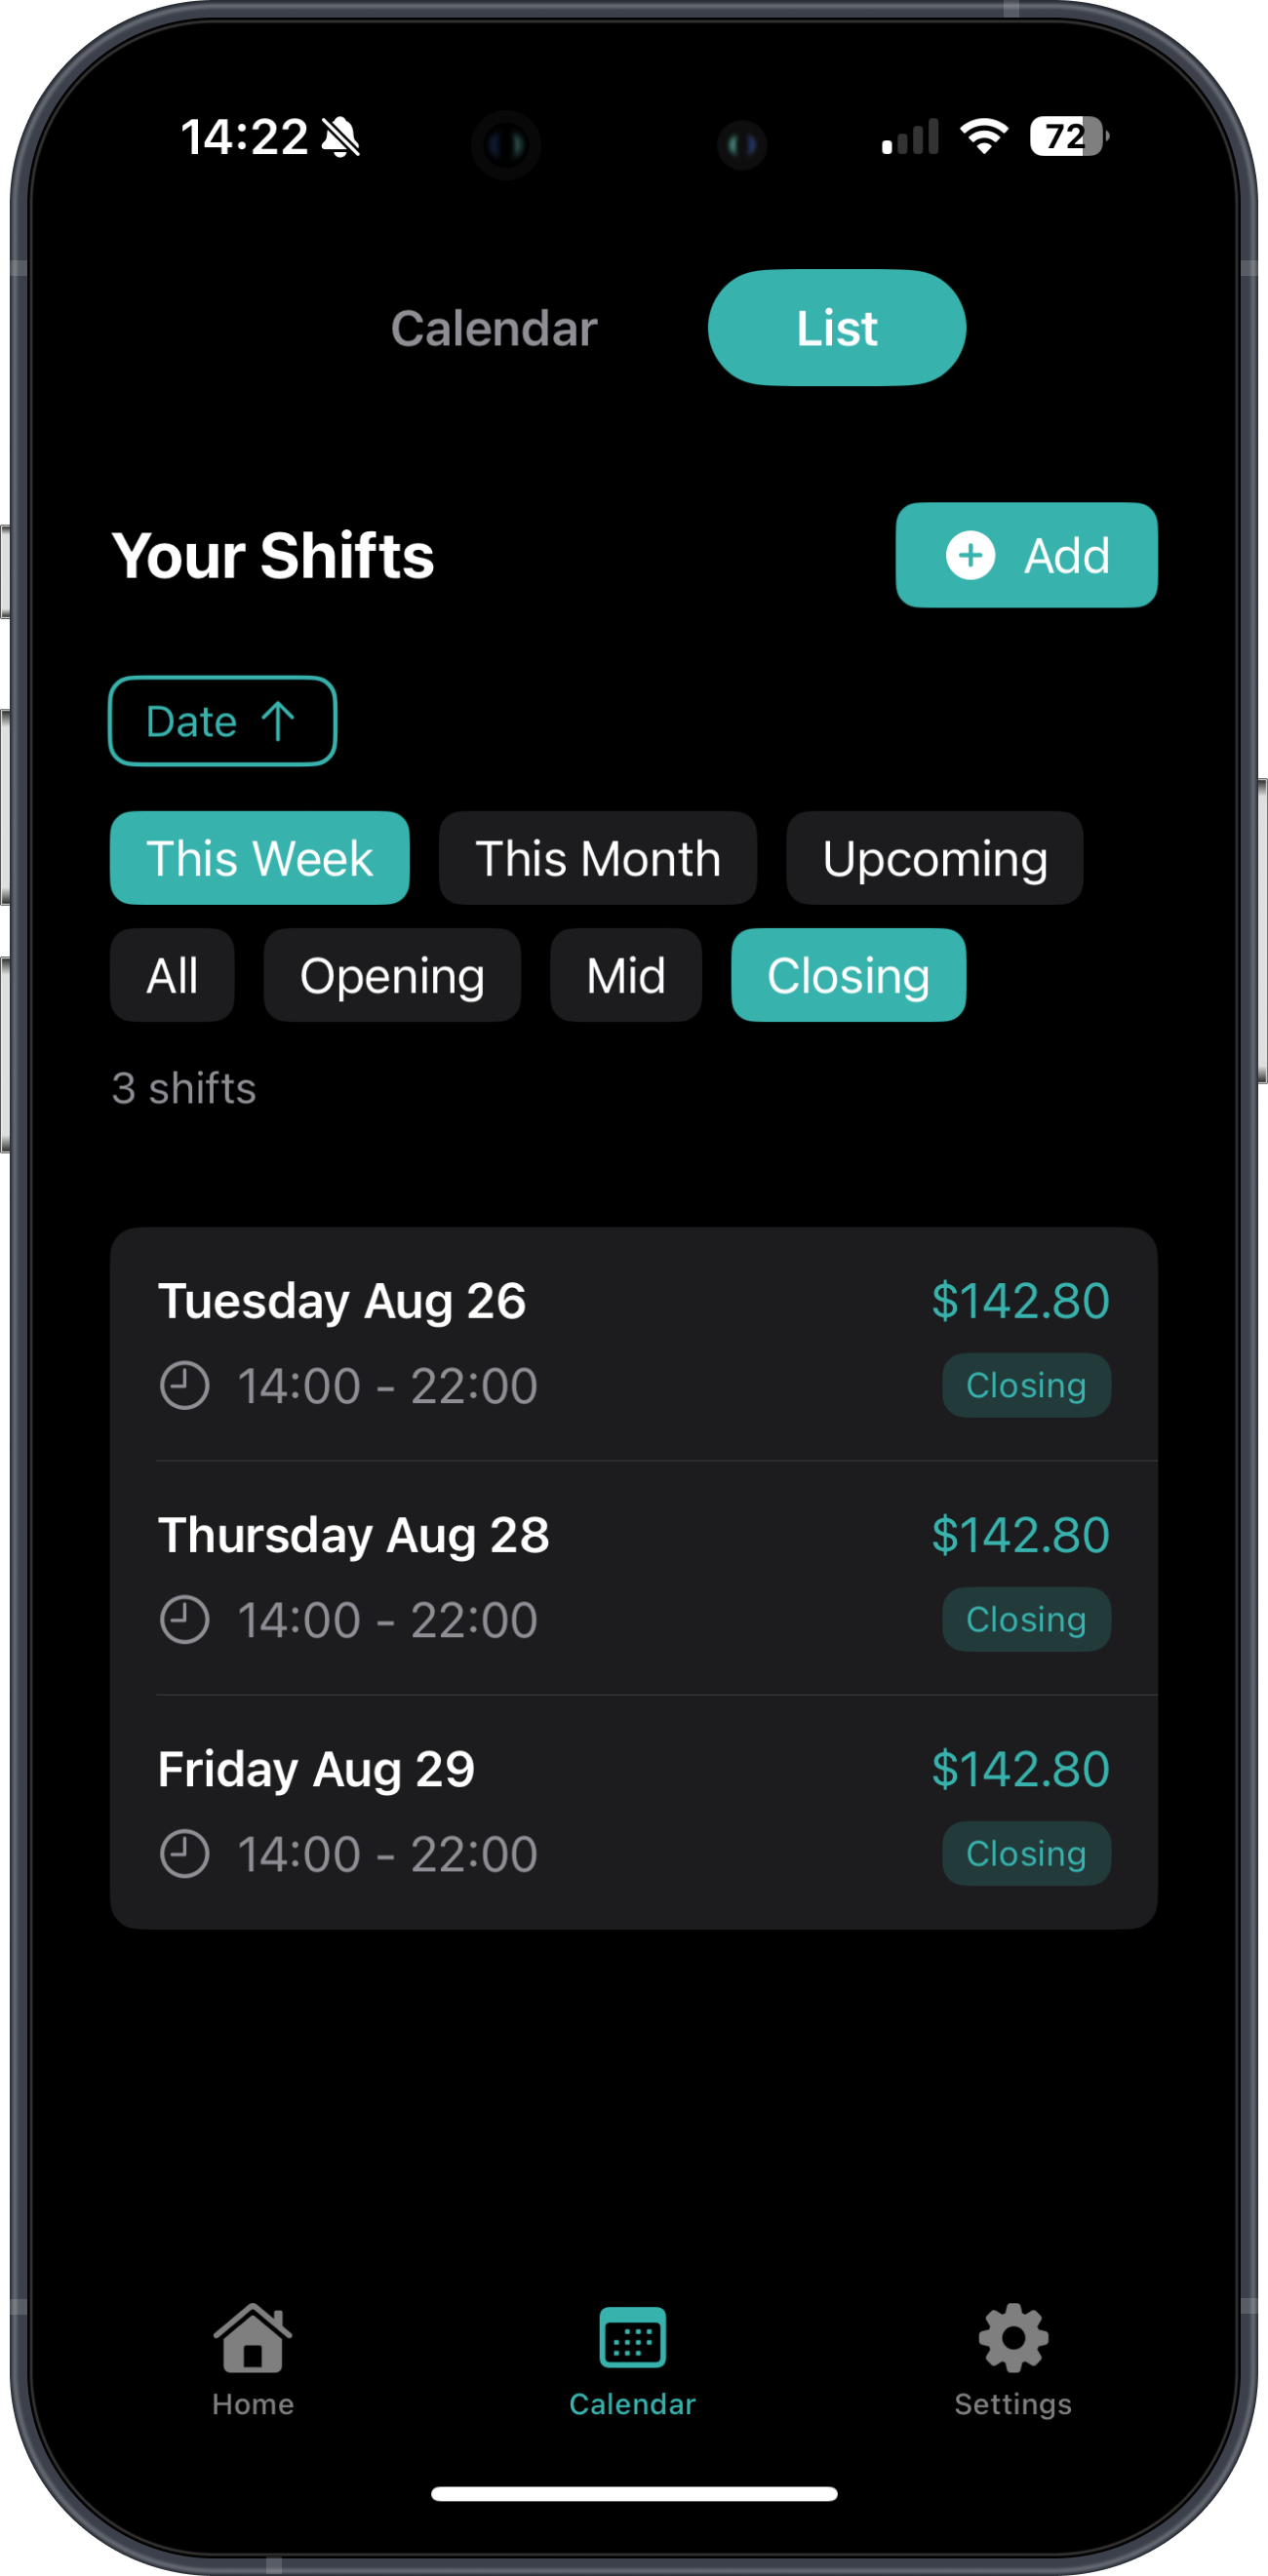 14:22 72
Calendar List
Your Shifts Add
Date ↑
This Week This Month Upcoming
All Opening Mid Closing
3 shifts
Tuesday Aug 26 $142.80
14:00 - 22:00 Closing
Thursday Aug 28 $142.80
14:00 - 22:00 Closing
Friday Aug 29 $142.80
14:00 - 22:00 Closing
Home Calendar Settings